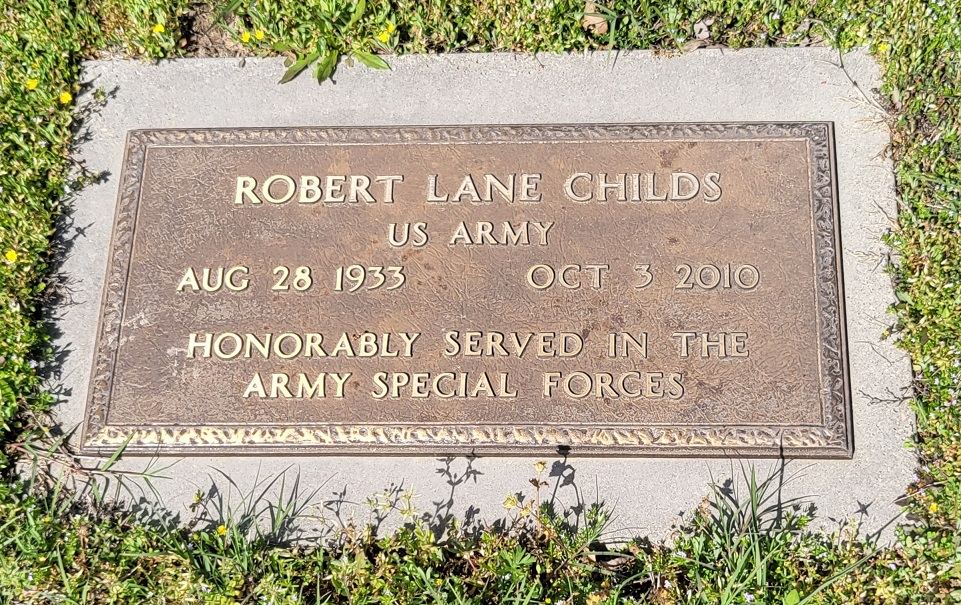 ROBERT LANE CHILDS
US ARMY
AUG 28 1933 OCT 3 2010
HONORABLY SERVED IN THE
ARMY SPECIAL FORCES